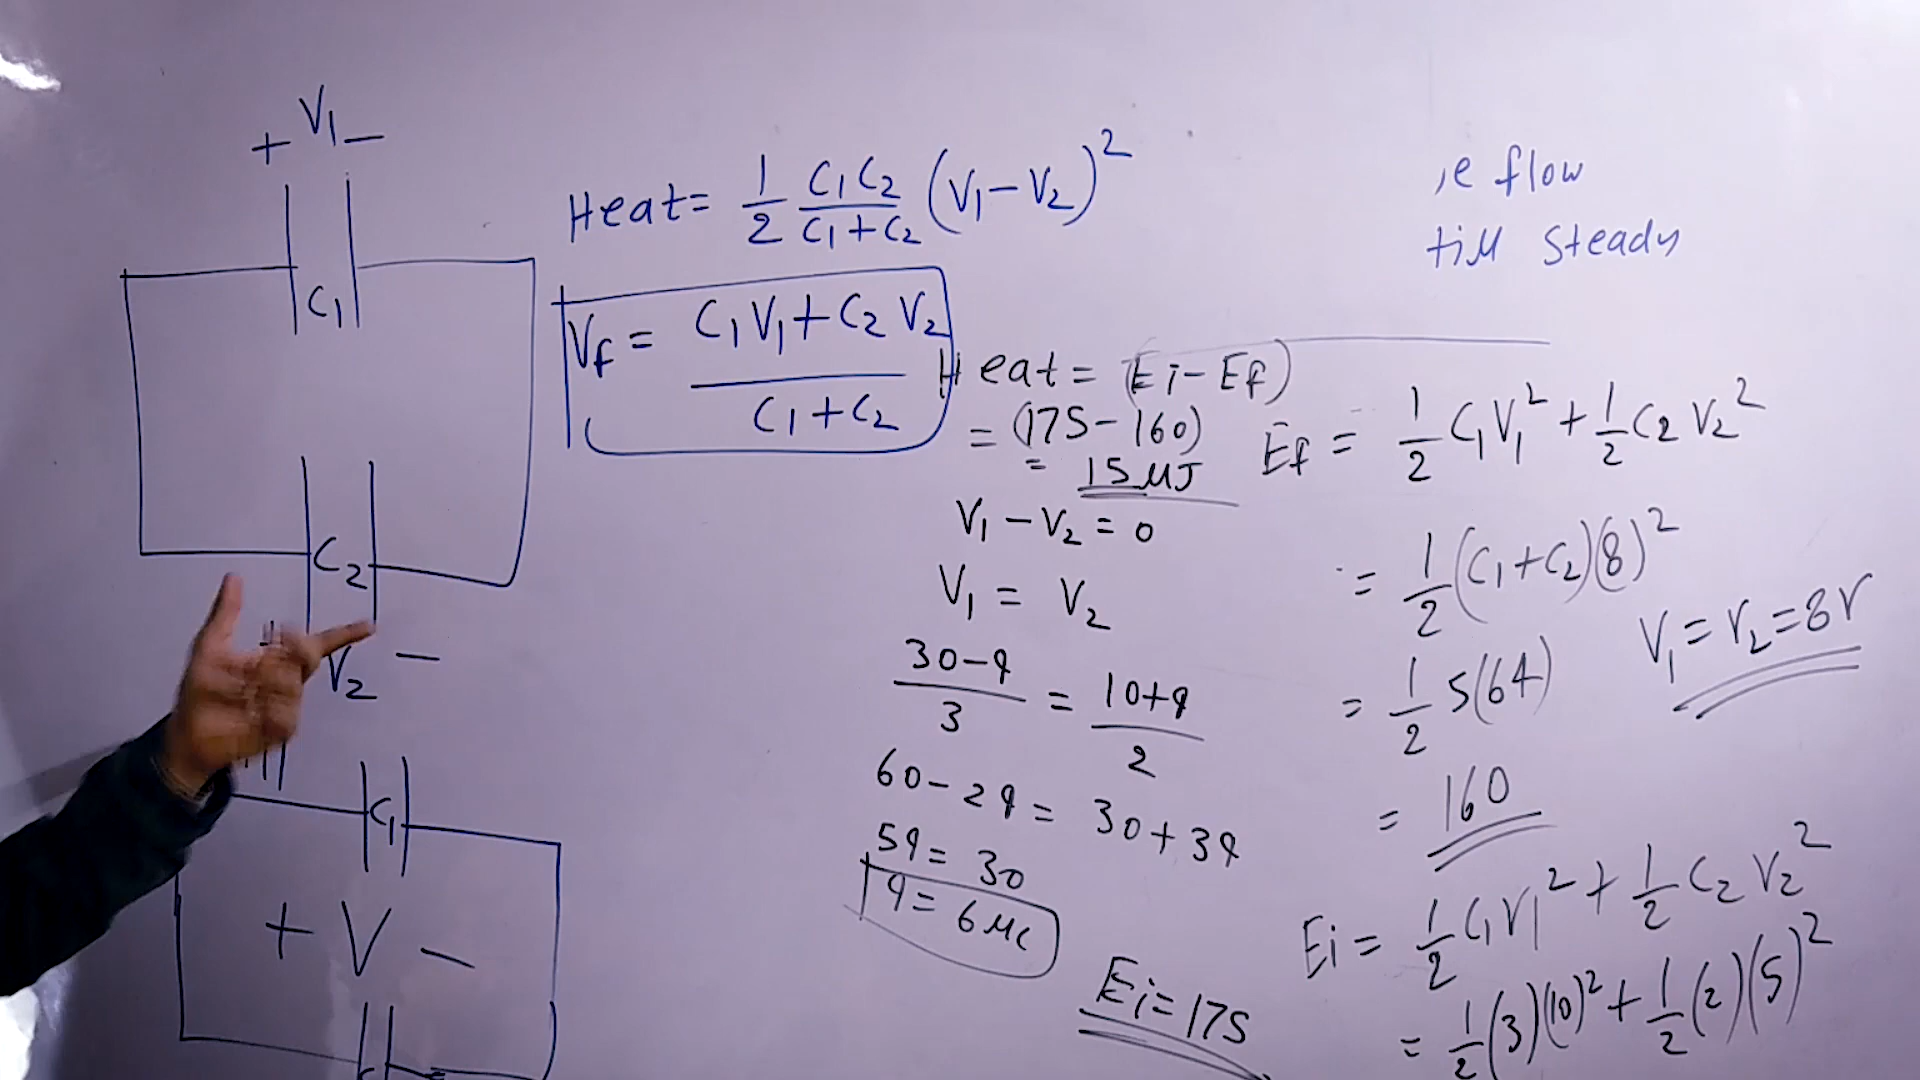 + V₁ −
C₁
C₂
V₂ −
C₁
+ V −
Heat = 1/2 C₁C₂/(C₁+C₂) (V₁−V₂)²
Vf = (C₁V₁+C₂V₂)/(C₁+C₂)
flow
till steady
Heat = (Ei−Ef)
= (175−160)
= 15 μJ
V₁−V₂ = 0
V₁ = V₂
(30−q)/3 = (10+q)/2
60−2q = 30+3q
5q = 30
q = 6μc
Ei = 175
Ef = 1/2 C₁V₁² + 1/2 C₂V₂²
= 1/2 (C₁+C₂)(8)²
V₁ = V₂ = 8V
= 1/2 5(64)
= 160
Ei = 1/2 C₁V₁² + 1/2 C₂V₂²
= 1/2 (3)(10)² + 1/2 (2)(5)²